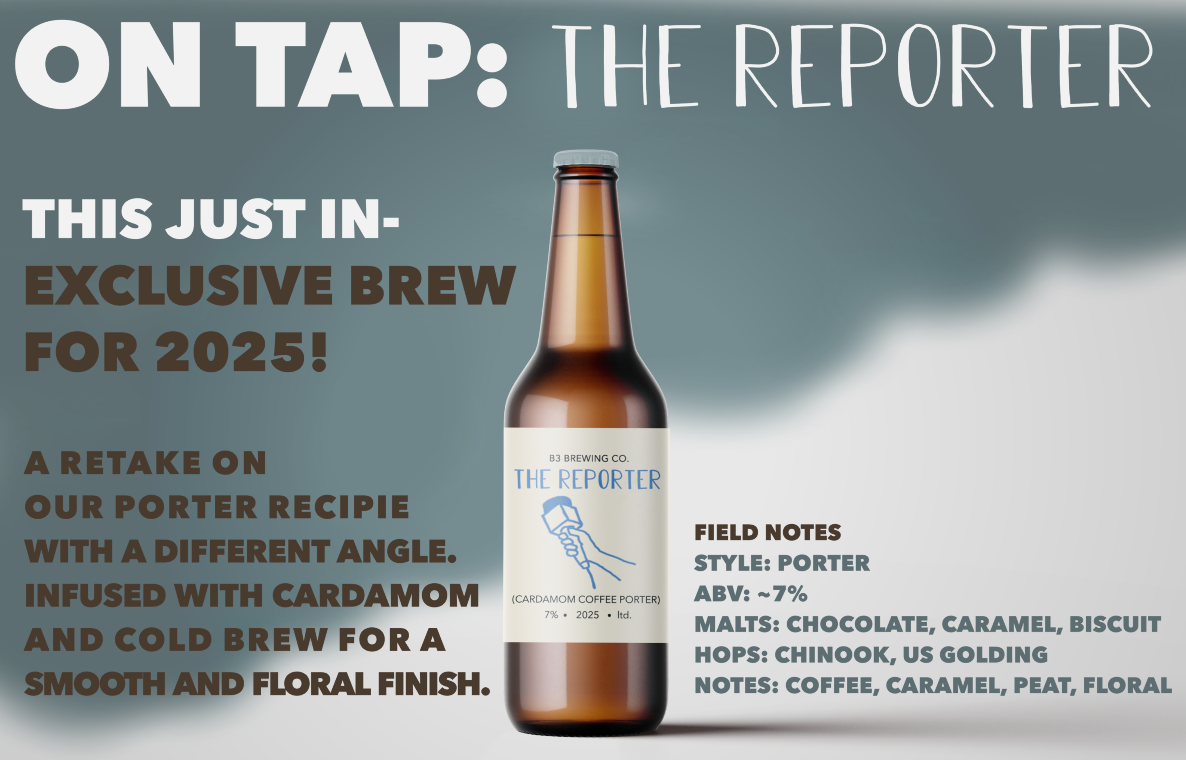 ON TAP: THE REPORTER
THIS JUST IN-
EXCLUSIVE BREW
FOR 2025!
A RETAKE ON
OUR PORTER RECIPIE
WITH A DIFFERENT ANGLE.
INFUSED WITH CARDAMOM
AND COLD BREW FOR A
SMOOTH AND FLORAL FINISH.
B3 BREWING CO.
THE REPORTER
(CARDAMOM COFFEE PORTER)
7% • 2025 • ltd.
FIELD NOTES
STYLE: PORTER
ABV: ~7%
MALTS: CHOCOLATE, CARAMEL, BISCUIT
HOPS: CHINOOK, US GOLDING
NOTES: COFFEE, CARAMEL, PEAT, FLORAL